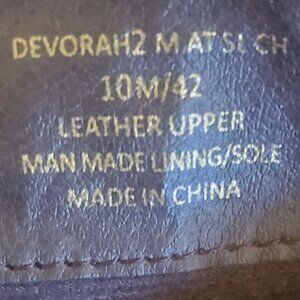 DEVORAH2 M AT SL CH
10M/42
LEATHER UPPER
MAN MADE LINING/SOLE
MADE IN CHINA